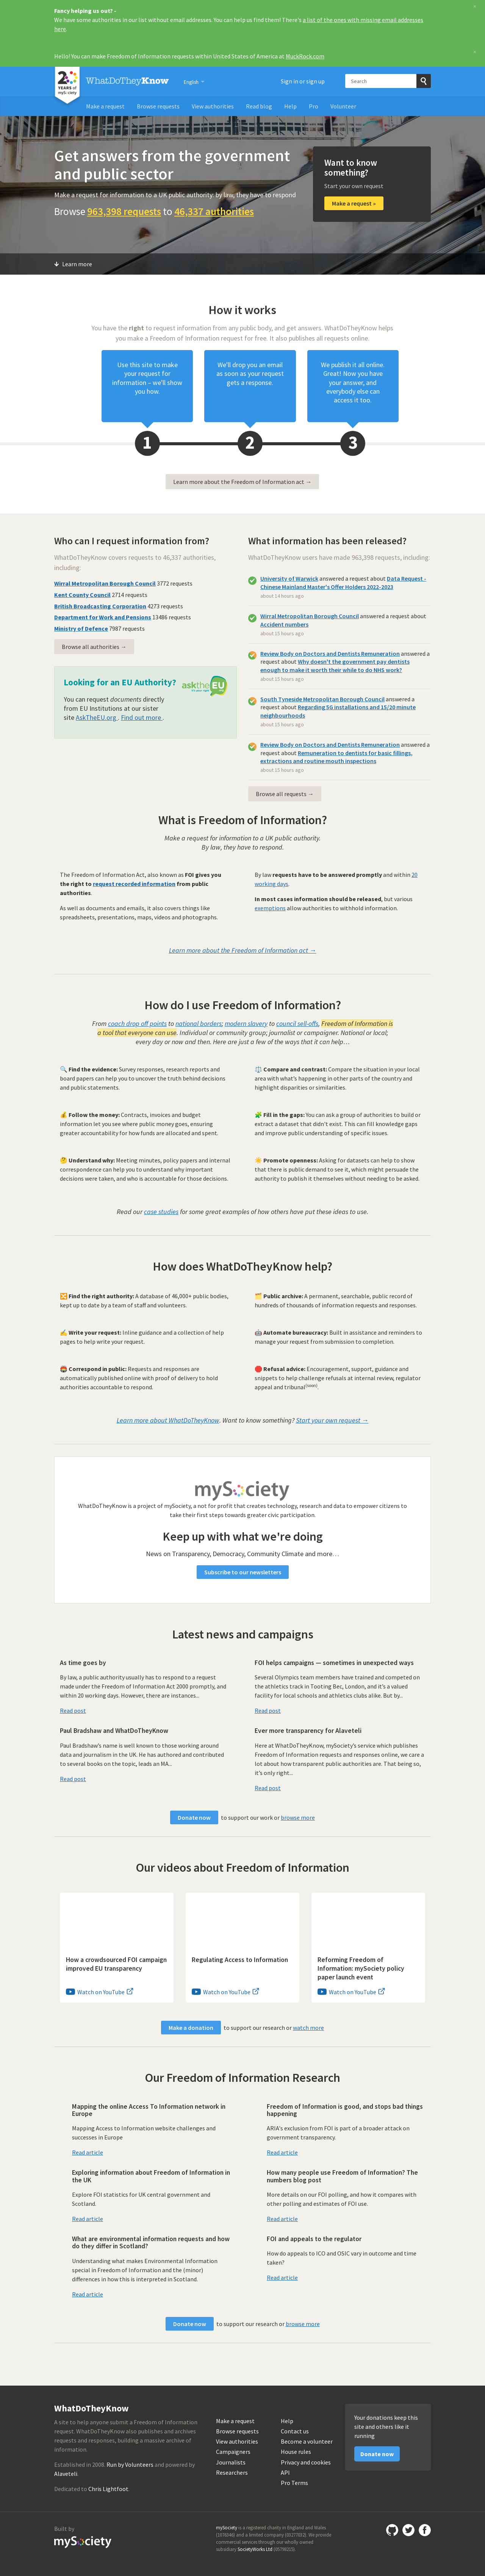 Fancy helping us out? -
We have some authorities in our list without email addresses. You can help us find them! There's a list of the ones with missing email addresses
here.
Hello! You can make Freedom of Information requests within United States of America at MuckRock.com
20
YEARS of
mySociety
WhatDoTheyKnow
English
Sign in or sign up
Search
Make a request
Browse requests
View authorities
Read blog
Help
Pro
Volunteer
Get answers from the government
and public sector
Make a request for information to a UK public authority: by law, they have to respond
Browse 963,398 requests to 46,337 authorities
Want to know
something?
Start your own request
Make a request »
Learn more
How it works
You have the right to request information from any public body, and get answers. WhatDoTheyKnow helps
you make a Freedom of Information request for free. It also publishes all requests online.
Use this site to make
your request for
information – we'll show
you how.
We'll drop you an email
as soon as your request
gets a response.
We publish it all online.
Great! Now you have
your answer, and
everybody else can
access it too.
1
2
3
Learn more about the Freedom of Information act →
Who can I request information from?
WhatDoTheyKnow covers requests to 46,337 authorities,
including:
Wirral Metropolitan Borough Council 3772 requests
Kent County Council 2714 requests
British Broadcasting Corporation 4273 requests
Department for Work and Pensions 13486 requests
Ministry of Defence 7987 requests
Browse all authorities →
Looking for an EU Authority?
asktheEU
You can request documents directly
from EU Institutions at our sister
site AskTheEU.org . Find out more .
What information has been released?
WhatDoTheyKnow users have made 963,398 requests, including:
University of Warwick answered a request about Data Request -
Chinese Mainland Master's Offer Holders 2022-2023
about 14 hours ago
Wirral Metropolitan Borough Council answered a request about
Accident numbers
about 15 hours ago
Review Body on Doctors and Dentists Remuneration answered a
request about Why doesn't the government pay dentists
enough to make it worth their while to do NHS work?
about 15 hours ago
South Tyneside Metropolitan Borough Council answered a
request about Regarding 5G installations and 15/20 minute
neighbourhoods
about 15 hours ago
Review Body on Doctors and Dentists Remuneration answered a
request about Remuneration to dentists for basic fillings,
extractions and routine mouth inspections
about 15 hours ago
Browse all requests →
What is Freedom of Information?
Make a request for information to a UK public authority.
By law, they have to respond.
The Freedom of Information Act, also known as FOI gives you
the right to request recorded information from public
authorities.
As well as documents and emails, it also covers things like
spreadsheets, presentations, maps, videos and photographs.
By law requests have to be answered promptly and within 20
working days.
In most cases information should be released, but various
exemptions allow authorities to withhold information.
Learn more about the Freedom of Information act →
How do I use Freedom of Information?
From coach drop off points to national borders; modern slavery to council sell-offs, Freedom of Information is
a tool that everyone can use. Individual or community group; journalist or campaigner. National or local;
every day or now and then. Here are just a few of the ways that it can help…
🔍 Find the evidence: Survey responses, research reports and
board papers can help you to uncover the truth behind decisions
and public statements.
⚖️ Compare and contrast: Compare the situation in your local
area with what's happening in other parts of the country and
highlight disparities or similarities.
💰 Follow the money: Contracts, invoices and budget
information let you see where public money goes, ensuring
greater accountability for how funds are allocated and spent.
🧩 Fill in the gaps: You can ask a group of authorities to build or
extract a dataset that didn't exist. This can fill knowledge gaps
and improve public understanding of specific issues.
🤔 Understand why: Meeting minutes, policy papers and internal
correspondence can help you to understand why important
decisions were taken, and who is accountable for those decisions.
☀️ Promote openness: Asking for datasets can help to show
that there is public demand to see it, which might persuade the
authority to publish it themselves without needing to be asked.
Read our case studies for some great examples of how others have put these ideas to use.
How does WhatDoTheyKnow help?
🔀 Find the right authority: A database of 46,000+ public bodies,
kept up to date by a team of staff and volunteers.
🗂️ Public archive: A permanent, searchable, public record of
hundreds of thousands of information requests and responses.
✍️ Write your request: Inline guidance and a collection of help
pages to help write your request.
🤖 Automate bureaucracy: Built in assistance and reminders to
manage your request from submission to completion.
📮 Correspond in public: Requests and responses are
automatically published online with proof of delivery to hold
authorities accountable to respond.
🛑 Refusal advice: Encouragement, support, guidance and
snippets to help challenge refusals at internal review, regulator
appeal and tribunal(soon!)
Learn more about WhatDoTheyKnow. Want to know something? Start your own request →
mySociety
WhatDoTheyKnow is a project of mySociety, a not for profit that creates technology, research and data to empower citizens to
take their first steps towards greater civic participation
Keep up with what we're doing
News on Transparency, Democracy, Community Climate and more…
Subscribe to our newsletters
Latest news and campaigns
As time goes by
By law, a public authority usually has to respond to a request
made under the Freedom of Information Act 2000 promptly, and
within 20 working days. However, there are instances...
Read post
FOI helps campaigns — sometimes in unexpected ways
Several Olympics team members have trained and competed on
the athletics track in Tooting Bec, London, and it's a valued
facility for local schools and athletics clubs alike. But by...
Read post
Paul Bradshaw and WhatDoTheyKnow
Paul Bradshaw's name is well known to those working around
data and journalism in the UK. He has authored and contributed
to several books on the topic, leads an MA...
Read post
Ever more transparency for Alaveteli
Here at WhatDoTheyKnow, mySociety's service which publishes
Freedom of Information requests and responses online, we care a
lot about how transparent public authorities are. That being so,
it's only right...
Read post
Donate now to support our work or browse more
Our videos about Freedom of Information
How a crowdsourced FOI campaign
improved EU transparency
Watch on YouTube
Regulating Access to Information
Watch on YouTube
Reforming Freedom of
Information: mySociety policy
paper launch event
Watch on YouTube
Make a donation to support our research or watch more
Our Freedom of Information Research
Mapping the online Access To Information network in
Europe
Mapping Access to Information website challenges and
successes in Europe
Read article
Freedom of Information is good, and stops bad things
happening
ARIA's exclusion from FOI is part of a broader attack on
government transparency.
Read article
Exploring information about Freedom of Information in
the UK
Explore FOI statistics for UK central government and
Scotland.
Read article
How many people use Freedom of Information? The
numbers blog post
More details on our FOI polling, and how it compares with
other polling and estimates of FOI use.
Read article
What are environmental information requests and how
do they differ in Scotland?
Understanding what makes Environmental Information
special in Freedom of Information and the (minor)
differences in how this is interpreted in Scotland.
Read article
FOI and appeals to the regulator
How do appeals to ICO and OSIC vary in outcome and time
taken?
Read article
Donate now to support our research or browse more
WhatDoTheyKnow
A site to help anyone submit a Freedom of Information
request. WhatDoTheyKnow also publishes and archives
requests and responses, building a massive archive of
information.
Established in 2008. Run by Volunteers and powered by
Alaveteli.
Dedicated to Chris Lightfoot.
Make a request
Browse requests
View authorities
Campaigners
Journalists
Researchers
Help
Contact us
Become a volunteer
House rules
Privacy and cookies
API
Pro Terms
Your donations keep this
site and others like it
running
Donate now
Built by
mySociety
mySociety is a registered charity in England and Wales
(1076346) and a limited company (03277032). We provide
commercial services through our wholly owned
subsidiary SocietyWorks Ltd (05798215).